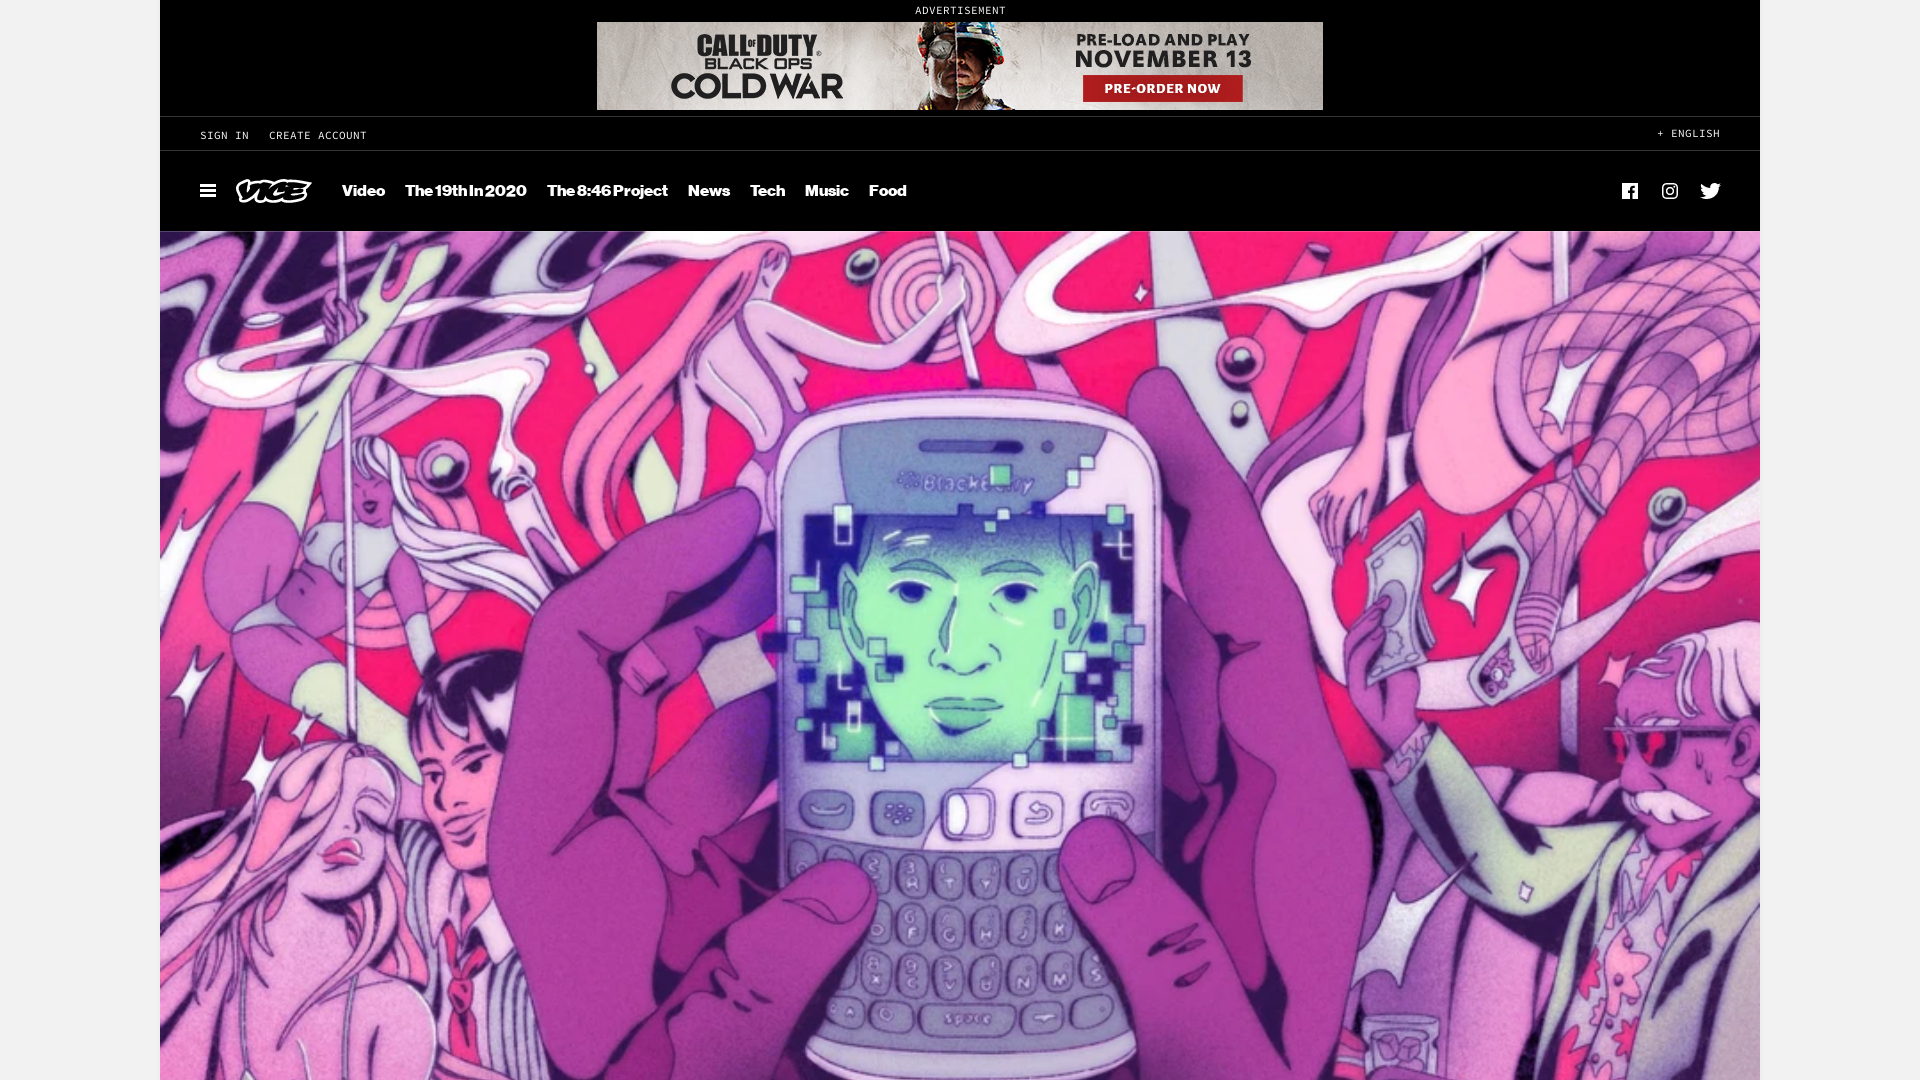 ADVERTISEMENT
CALL OF DUTY®
BLACK OPS
COLD WAR
PRE-LOAD AND PLAY
NOVEMBER 13
PRE-ORDER NOW
SIGN IN CREATE ACCOUNT + ENGLISH
VICE Video The 19th In 2020 The 8:46 Project News Tech Music Food
space